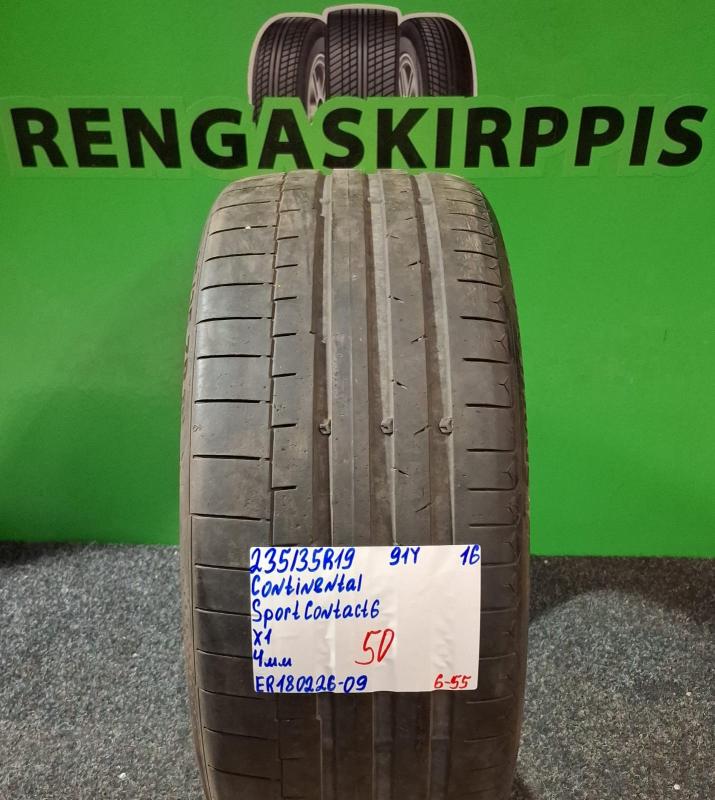 RENGASKIRPPIS
235/35R19 91Y 16
Continental
SportContact6
X1
4мм 50
ER180226-09 6-55